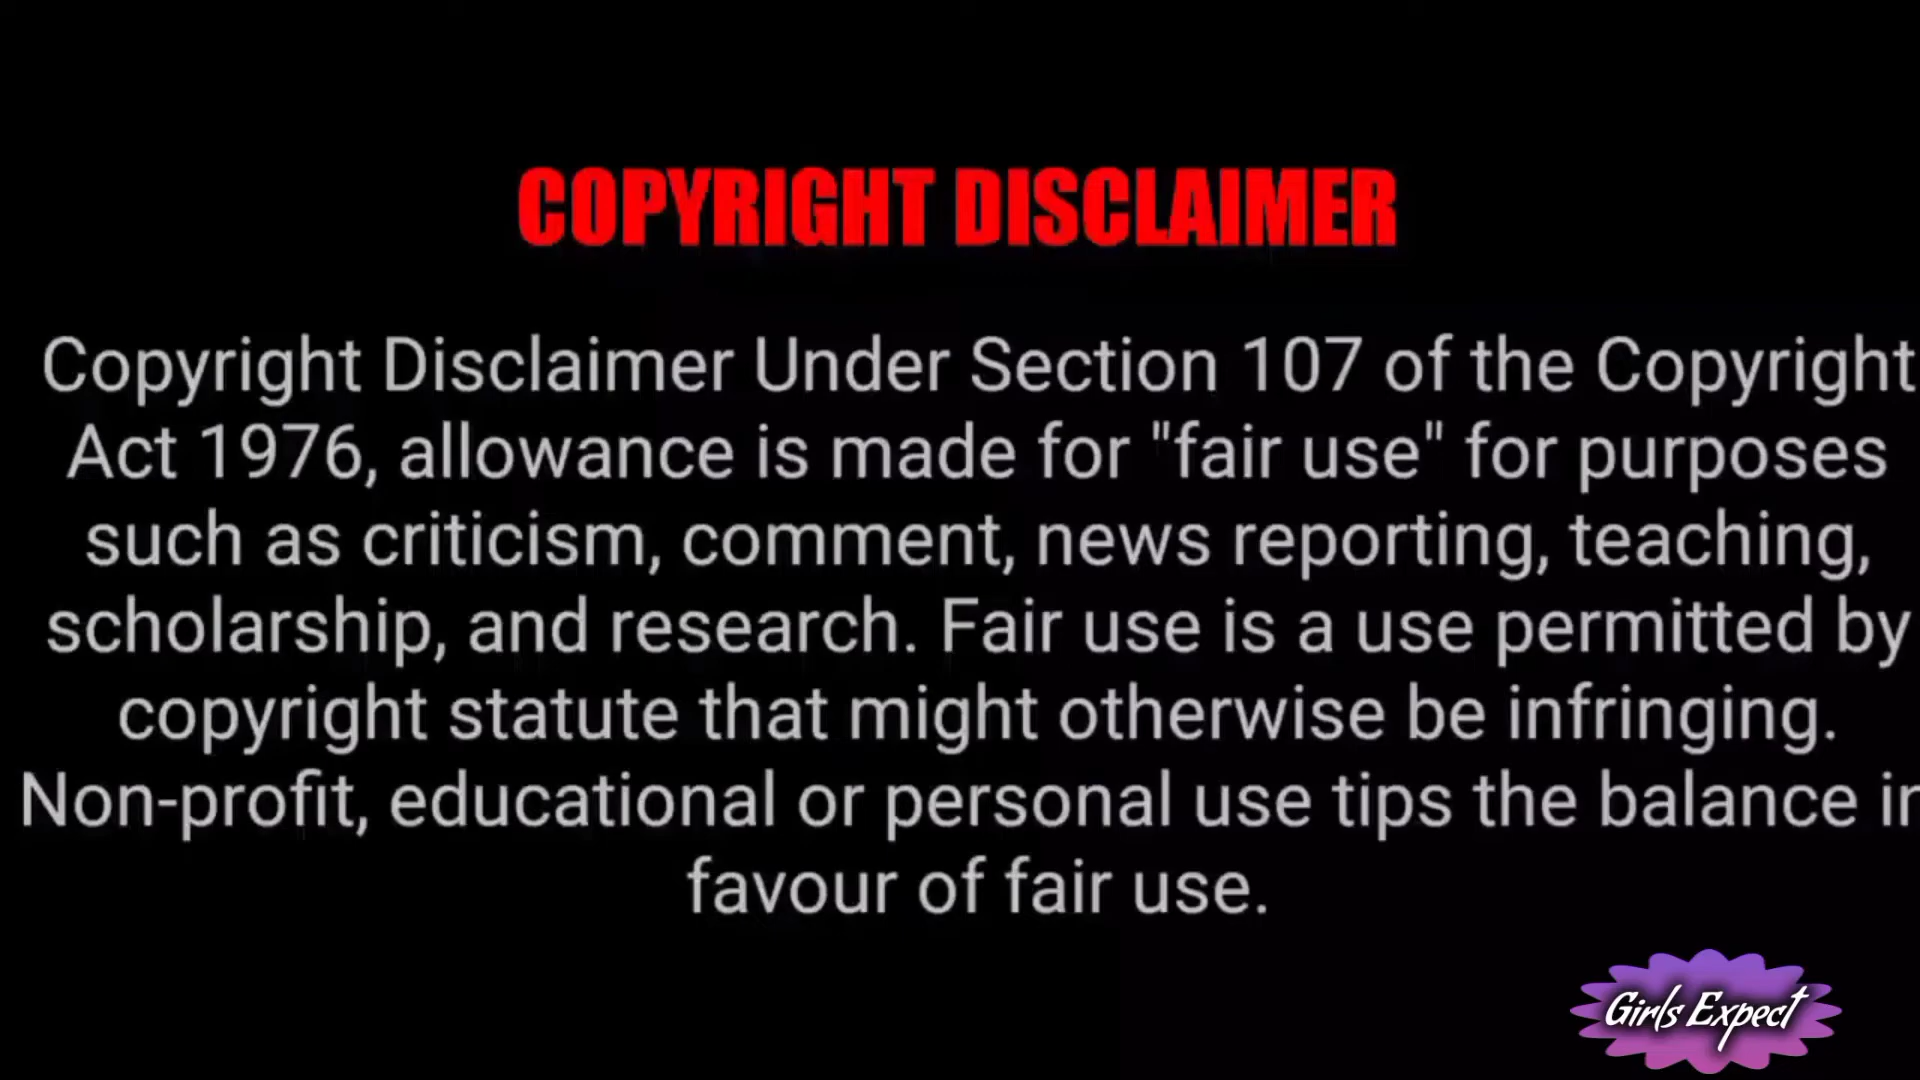 COPYRIGHT DISCLAIMER
Copyright Disclaimer Under Section 107 of the Copyright
Act 1976, allowance is made for "fair use" for purposes
such as criticism, comment, news reporting, teaching,
scholarship, and research. Fair use is a use permitted by
copyright statute that might otherwise be infringing.
Non-profit, educational or personal use tips the balance in
favour of fair use.
Girls Expect